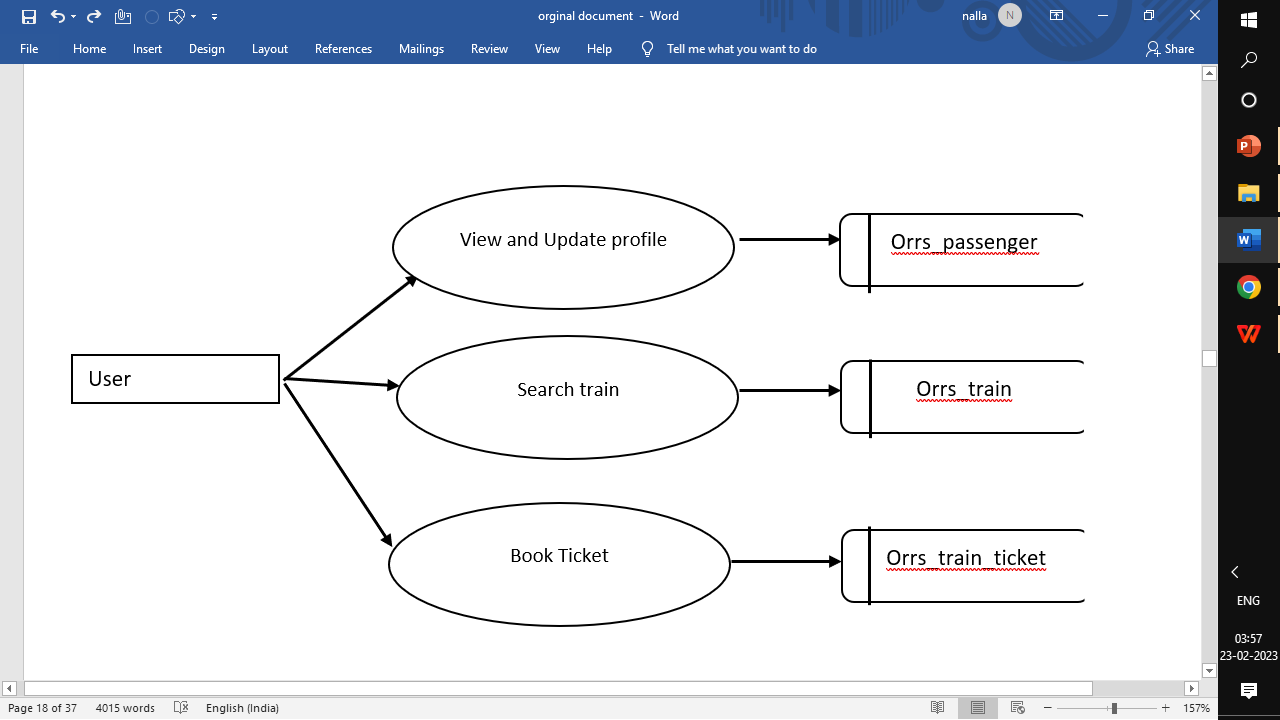 orginal document - Word
nalla
N
File Home Insert Design Layout References Mailings Review View Help Tell me what you want to do Share
View and Update profile
Orrs_passenger
User
Search train
Orrs_train
Book Ticket
Orrs_train_ticket
ENG
03:57
23-02-2023
Page 18 of 37 4015 words English (India) 157%